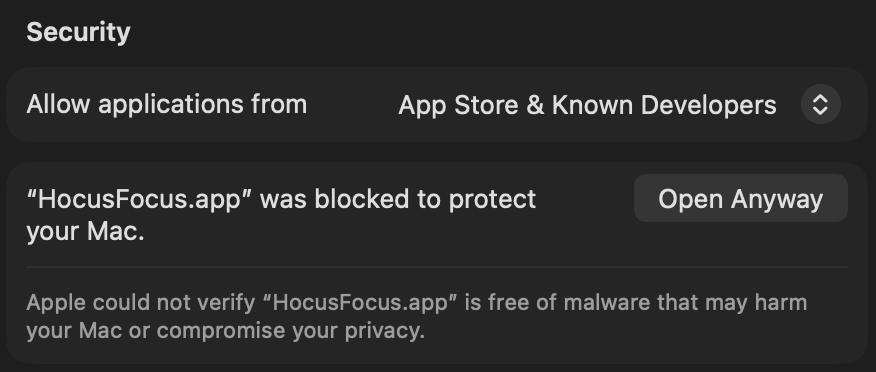 Security
Allow applications from App Store & Known Developers
“HocusFocus.app” was blocked to protect
your Mac.
Open Anyway
Apple could not verify “HocusFocus.app” is free of malware that may harm
your Mac or compromise your privacy.